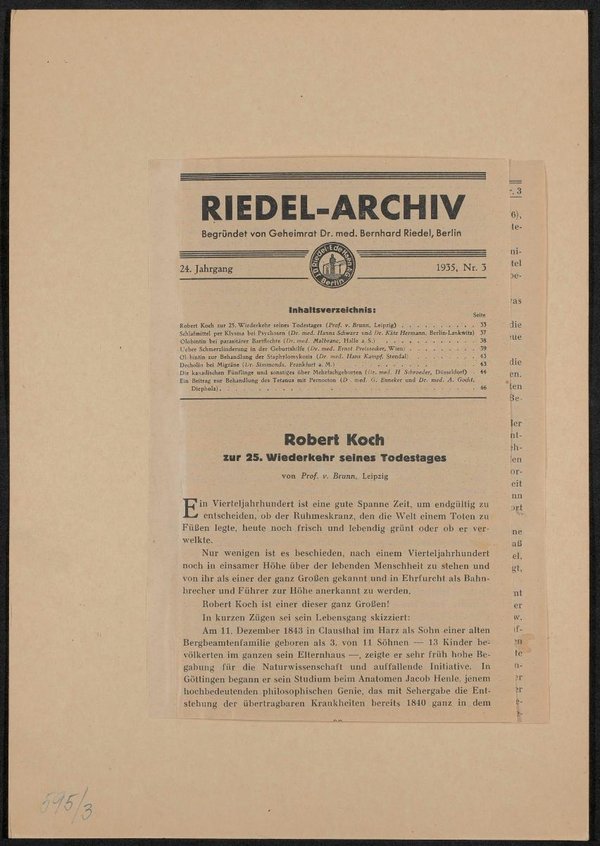 RIEDEL-ARCHIV
Begründet von Geheimrat Dr. med. Bernhard Riedel, Berlin
24. Jahrgang
1935, Nr. 3
Berlin
Inhaltsverzeichnis:
Seite
Robert Koch zur 25. Wiederkehr seines Todestages (Prof. v. Brunn, Leipzig) . . . . . . . . . . 33
Schlafmittel per Klysma bei Psychosen (Dr. med. Hanns Schwarz und Dr. Käte Hermann, Berlin-Lankwitz) 37
Olobintin bei parasitärer Bartflechte (Dr. med. Malbranc, Halle a. S.) . . . . . . . . . . 38
Ueber Schmerzlinderung in der Geburtshilfe (Dr. med. Ernst Preissecker, Wien) . . . . . . . 39
Ol bintin zur Behandlung der Staphylomykosen (Dr. med. Hans Kampf, Stendal) . . . . . . . 43
Decholin bei Migräne (Dr. Simmonds, Frankfurt a. M.) . . . . . . . . . . 43
Die kanadischen Fünflinge und sonstiges über Mehrfachgeburten (Dr. med. H Schroeder, Düsseldorf) . 44
Ein Beitrag zur Behandlung des Tetanus mit Pernocton (D . med. G. Enneker und Dr. med. A. Gocht,
Diepholz) . . . . . . . . . . 46
Robert Koch
zur 25. Wiederkehr seines Todestages
von Prof. v. Brunn, Leipzig
Ein Vierteljahrhundert ist eine gute Spanne Zeit, um endgültig zu
entscheiden, ob der Ruhmeskranz, den die Welt einem Toten zu
Füßen legte, heute noch frisch und lebendig grünt oder ob er ver-
welkte.
Nur wenigen ist es beschieden, nach einem Vierteljahrhundert
noch in einsamer Höhe über der lebenden Menschheit zu stehen und
von ihr als einer der ganz Großen gekannt und in Ehrfurcht als Bahn-
brecher und Führer zur Höhe anerkannt zu werden.
Robert Koch ist einer dieser ganz Großen!
In kurzen Zügen sei sein Lebensgang skizziert:
Am 11. Dezember 1843 in Clausthal im Harz als Sohn einer alten
Bergbeamtenfamilie geboren als 3. von 11 Söhnen — 13 Kinder be-
völkerten im ganzen sein Elternhaus —, zeigte er sehr früh hohe Be-
gabung für die Naturwissenschaft und auffallende Initiative. In
Göttingen begann er sein Studium beim Anatomen Jacob Henle, jenem
hochbedeutenden philosophischen Genie, das mit Sehergabe die Ent-
stehung der übertragbaren Krankheiten bereits 1840 ganz in dem
595/3